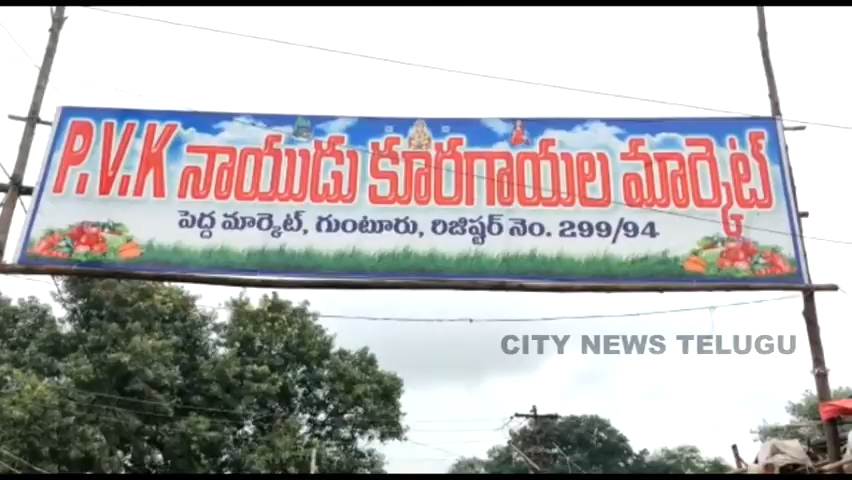 P.V.K నాయుడు కూరగాయల మార్కెట్
పెద్ద మార్కెట్, గుంటూరు, రిజిష్టర్ నెం. 299/94
CITY NEWS TELUGU